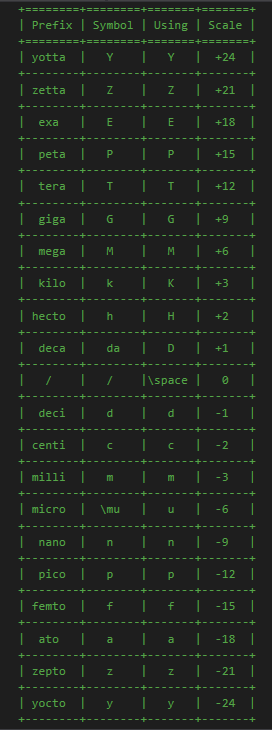 +========+========+=======+=======+
| Prefix | Symbol | Using | Scale |
+========+========+=======+=======+
| yotta | Y | Y | +24 |
+--------+--------+-------+-------+
| zetta | Z | Z | +21 |
+--------+--------+-------+-------+
| exa | E | E | +18 |
+--------+--------+-------+-------+
| peta | P | P | +15 |
+--------+--------+-------+-------+
| tera | T | T | +12 |
+--------+--------+-------+-------+
| giga | G | G | +9 |
+--------+--------+-------+-------+
| mega | M | M | +6 |
+--------+--------+-------+-------+
| kilo | k | K | +3 |
+--------+--------+-------+-------+
| hecto | h | H | +2 |
+--------+--------+-------+-------+
| deca | da | D | +1 |
+--------+--------+-------+-------+
| / | / |\space | 0 |
+--------+--------+-------+-------+
| deci | d | d | -1 |
+--------+--------+-------+-------+
| centi | c | c | -2 |
+--------+--------+-------+-------+
| milli | m | m | -3 |
+--------+--------+-------+-------+
| micro | \mu | u | -6 |
+--------+--------+-------+-------+
| nano | n | n | -9 |
+--------+--------+-------+-------+
| pico | p | p | -12 |
+--------+--------+-------+-------+
| femto | f | f | -15 |
+--------+--------+-------+-------+
| ato | a | a | -18 |
+--------+--------+-------+-------+
| zepto | z | z | -21 |
+--------+--------+-------+-------+
| yocto | y | y | -24 |
+--------+--------+-------+-------+